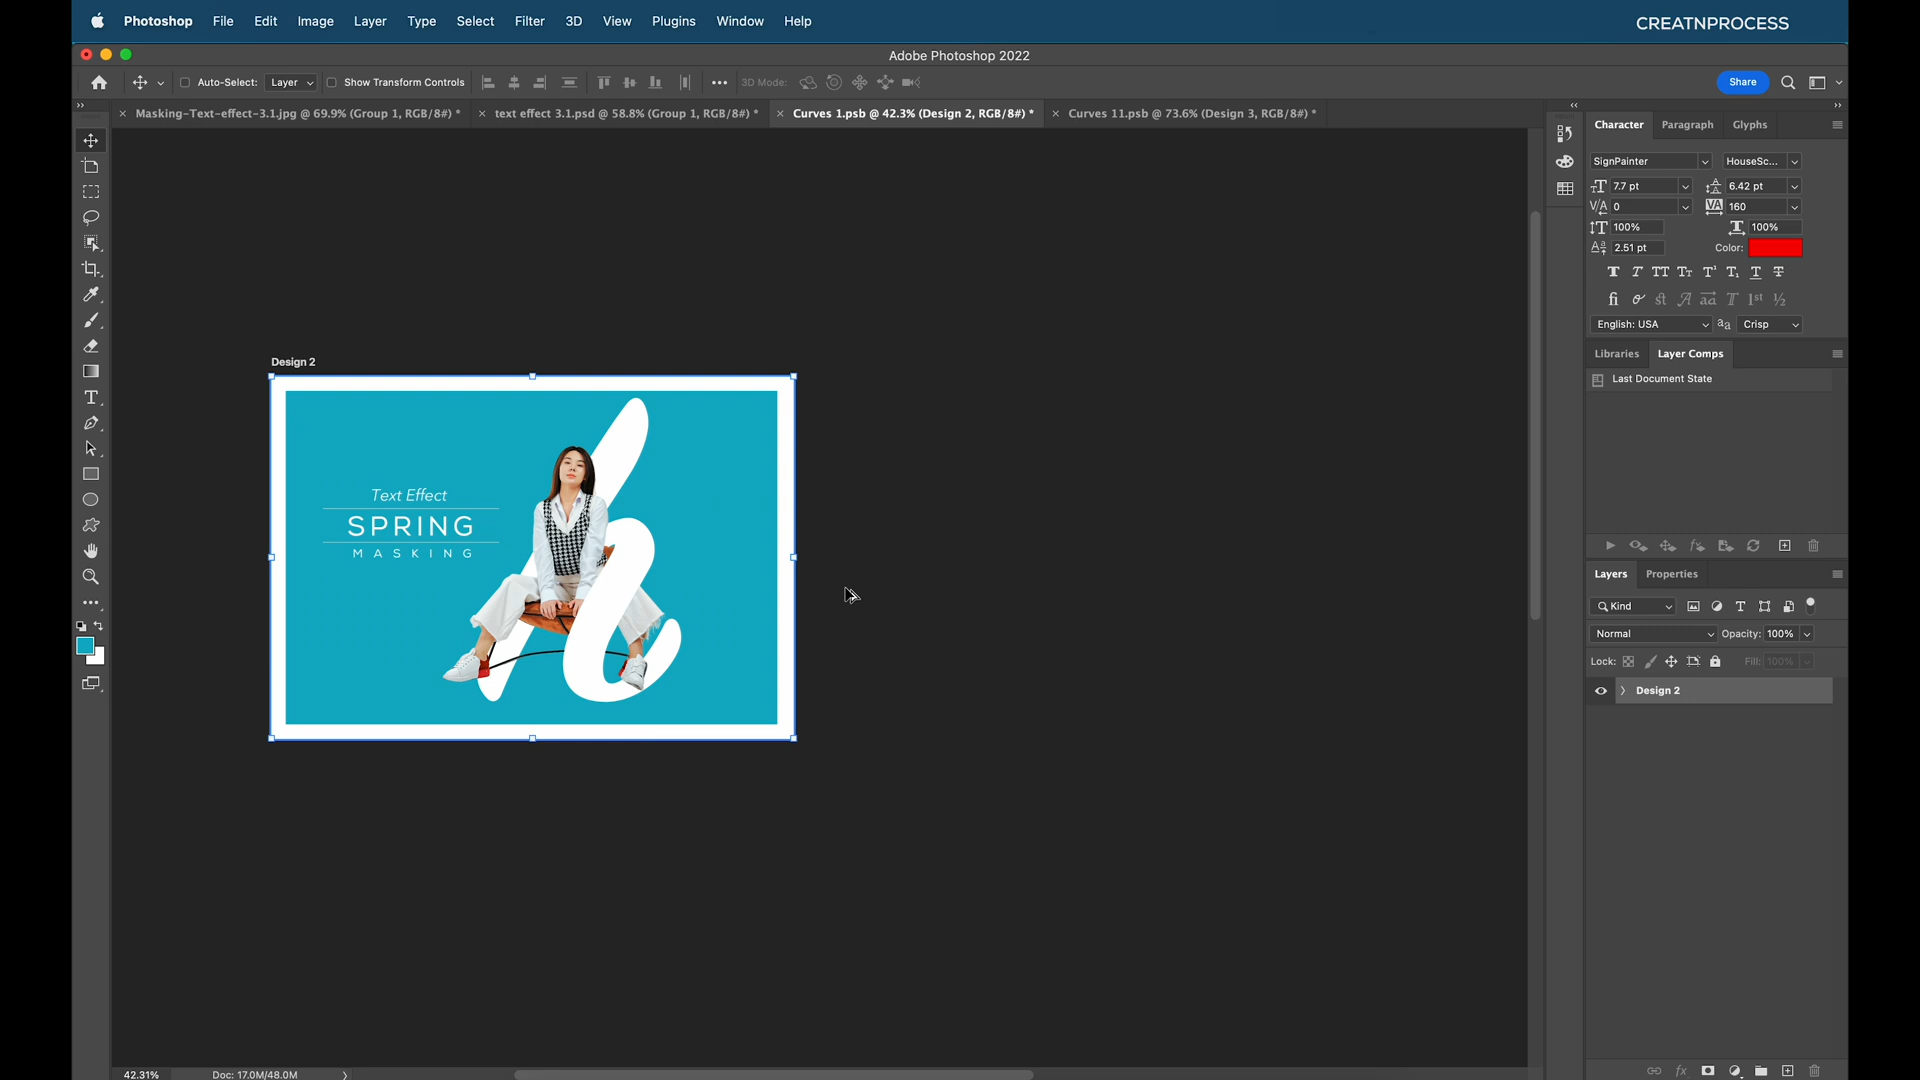 Photoshop File Edit Image Layer Type Select Filter 3D View Plugins Window Help
CREATNPROCESS
Adobe Photoshop 2022
Auto-Select: Layer Show Transform Controls 3D Mode: Share
Masking-Text-effect-3.1.jpg @ 69.9% (Group 1, RGB/8#) * text effect 3.1.psd @ 58.8% (Group 1, RGB/8#) * Curves 1.psb @ 42.3% (Design 2, RGB/8#) * Curves 11.psb @ 73.6% (Design 3, RGB/8#) *
Character Paragraph Glyphs
SignPainter HouseSc...
7.7 pt 6.42 pt
0 160
100% 100%
2.51 pt Color:
English: USA Crisp
Libraries Layer Comps
Last Document State
Design 2
Text Effect
SPRING
MASKING
h
Layers Properties
Kind
Normal Opacity: 100%
Lock: Fill: 100%
Design 2
42.31% Doc: 17.0M/48.0M